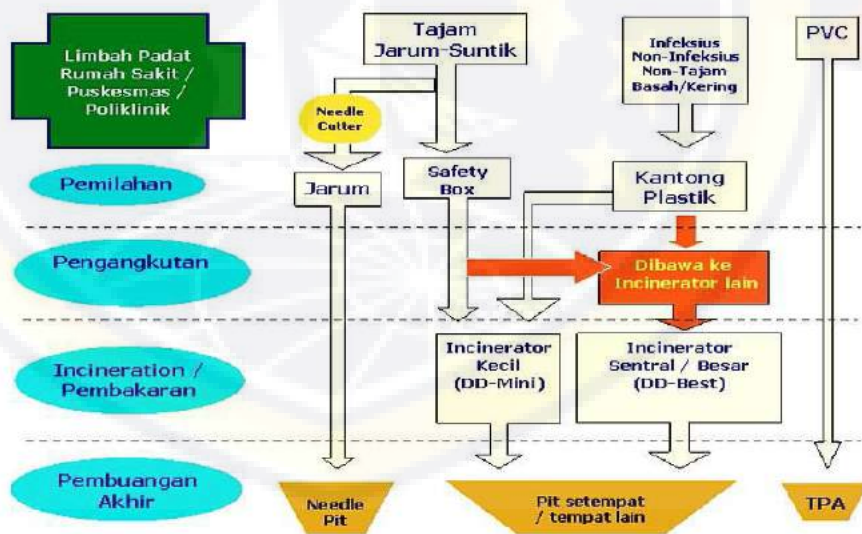 Limbah Padat
Rumah Sakit /
Puskesmas /
Poliklinik
Tajam
Jarum-Suntik
Infeksius
Non-Infeksius
Non-Tajam
Basah/Kering
PVC
Needle
Cutter
Pemilahan
Jarum
Safety
Box
Kantong
Plastik
Pengangkutan
Dibawa ke
Incinerator lain
Incineration /
Pembakaran
Incinerator
Kecil
(DD-Mini)
Incinerator
Sentral / Besar
(DD-Best)
Pembuangan
Akhir
Needle
Pit
Pit setempat
/ tempat lain
TPA